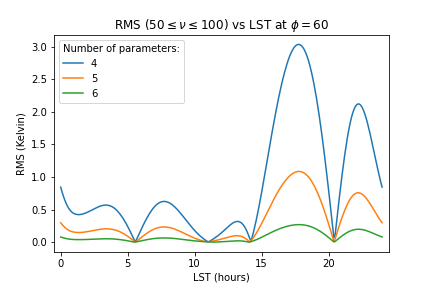 RMS (50 ≤ ν ≤ 100) vs LST at ϕ = 60
RMS (Kelvin)
3.0
2.5
2.0
1.5
1.0
0.5
0.0
Number of parameters:
4
5
6
0 5 10 15 20
LST (hours)